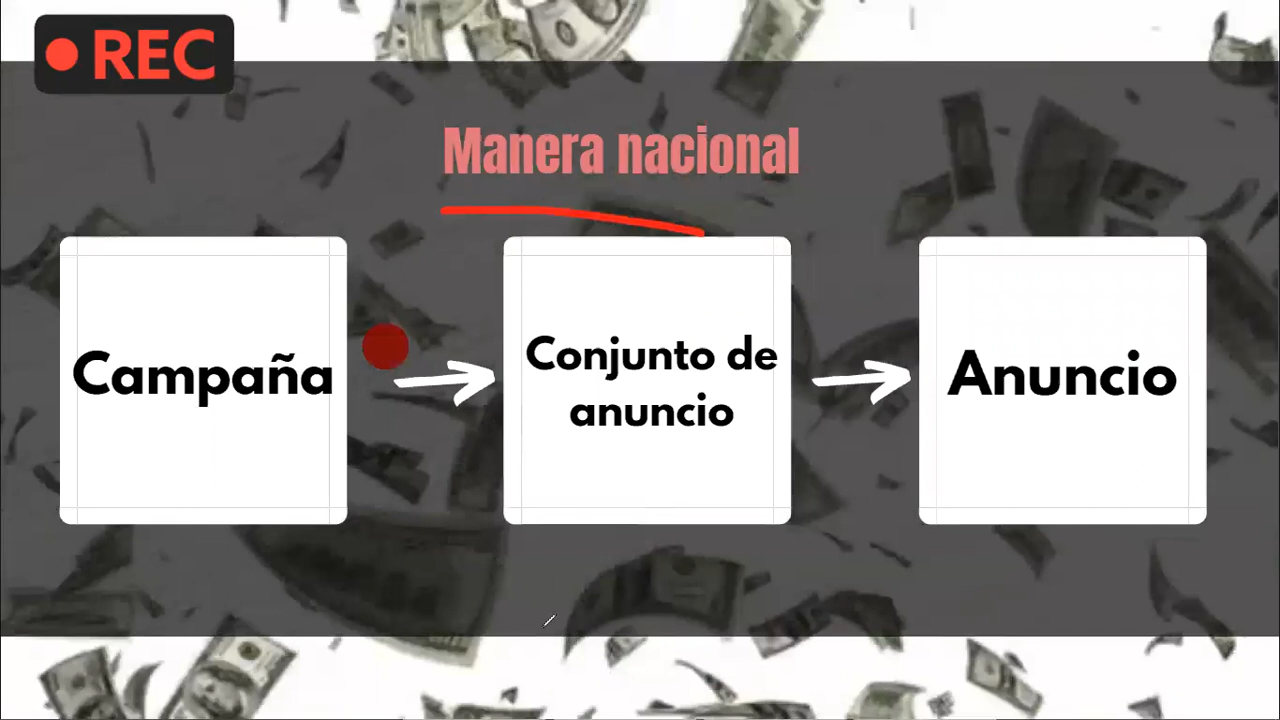 REC
Manera nacional
Campaña
Conjunto de
anuncio
Anuncio